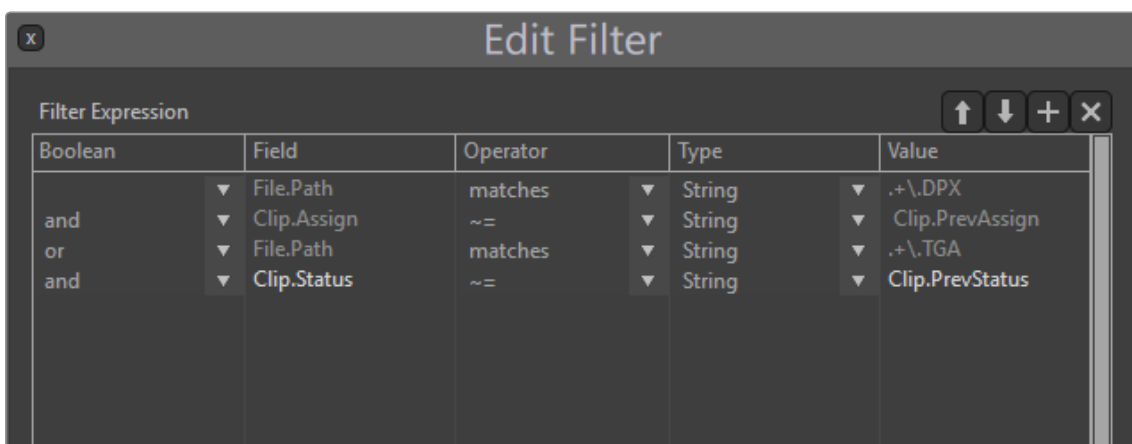 x Edit Filter
Filter Expression
Boolean Field Operator Type Value
File.Path matches String .+\.DPX
and Clip.Assign ~= String Clip.PrevAssign
or File.Path matches String .+\.TGA
and Clip.Status ~= String Clip.PrevStatus